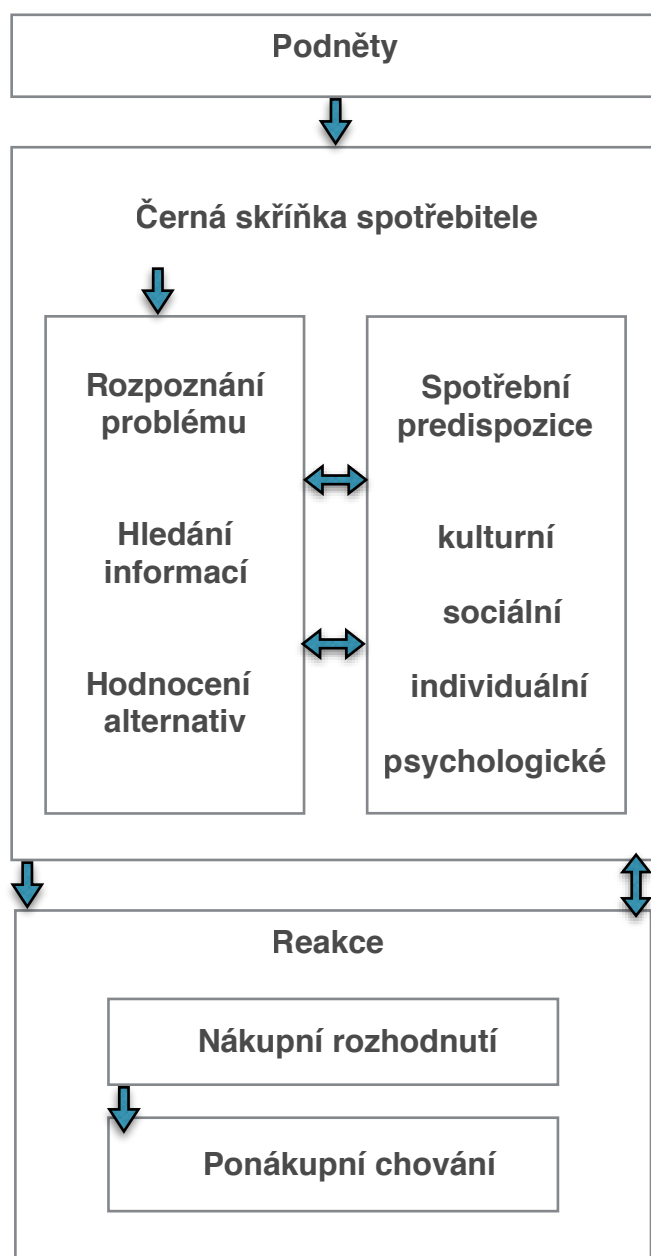 Podněty
Černá skříňka spotřebitele
Rozpoznání
problému
Hledání
informací
Hodnocení
alternativ
Spotřební
predispozice
kulturní
sociální
individuální
psychologické
Reakce
Nákupní rozhodnutí
Ponákupní chování